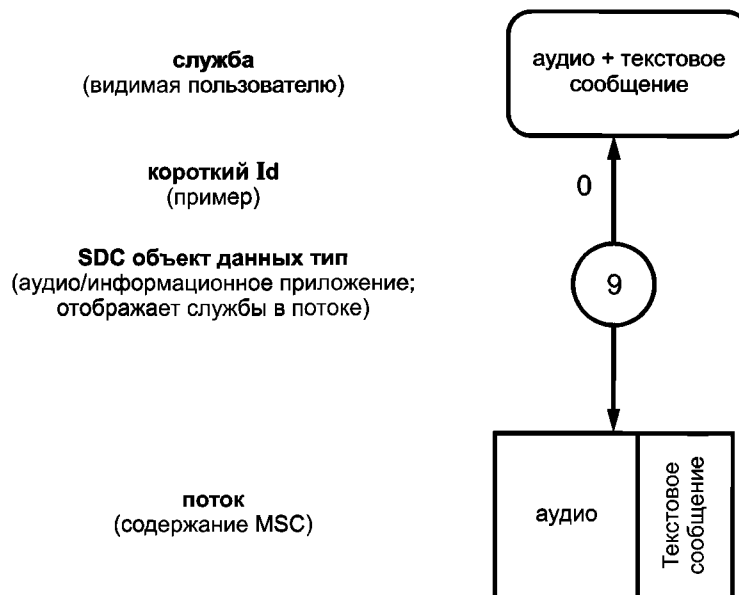 служба
(видимая пользователю)
аудио + текстовое
сообщение
короткий Id
(пример)
0
SDC объект данных тип
(аудио/информационное приложение;
отображает службы в потоке)
9
поток
(содержание MSC)
аудио
Текстовое
сообщение